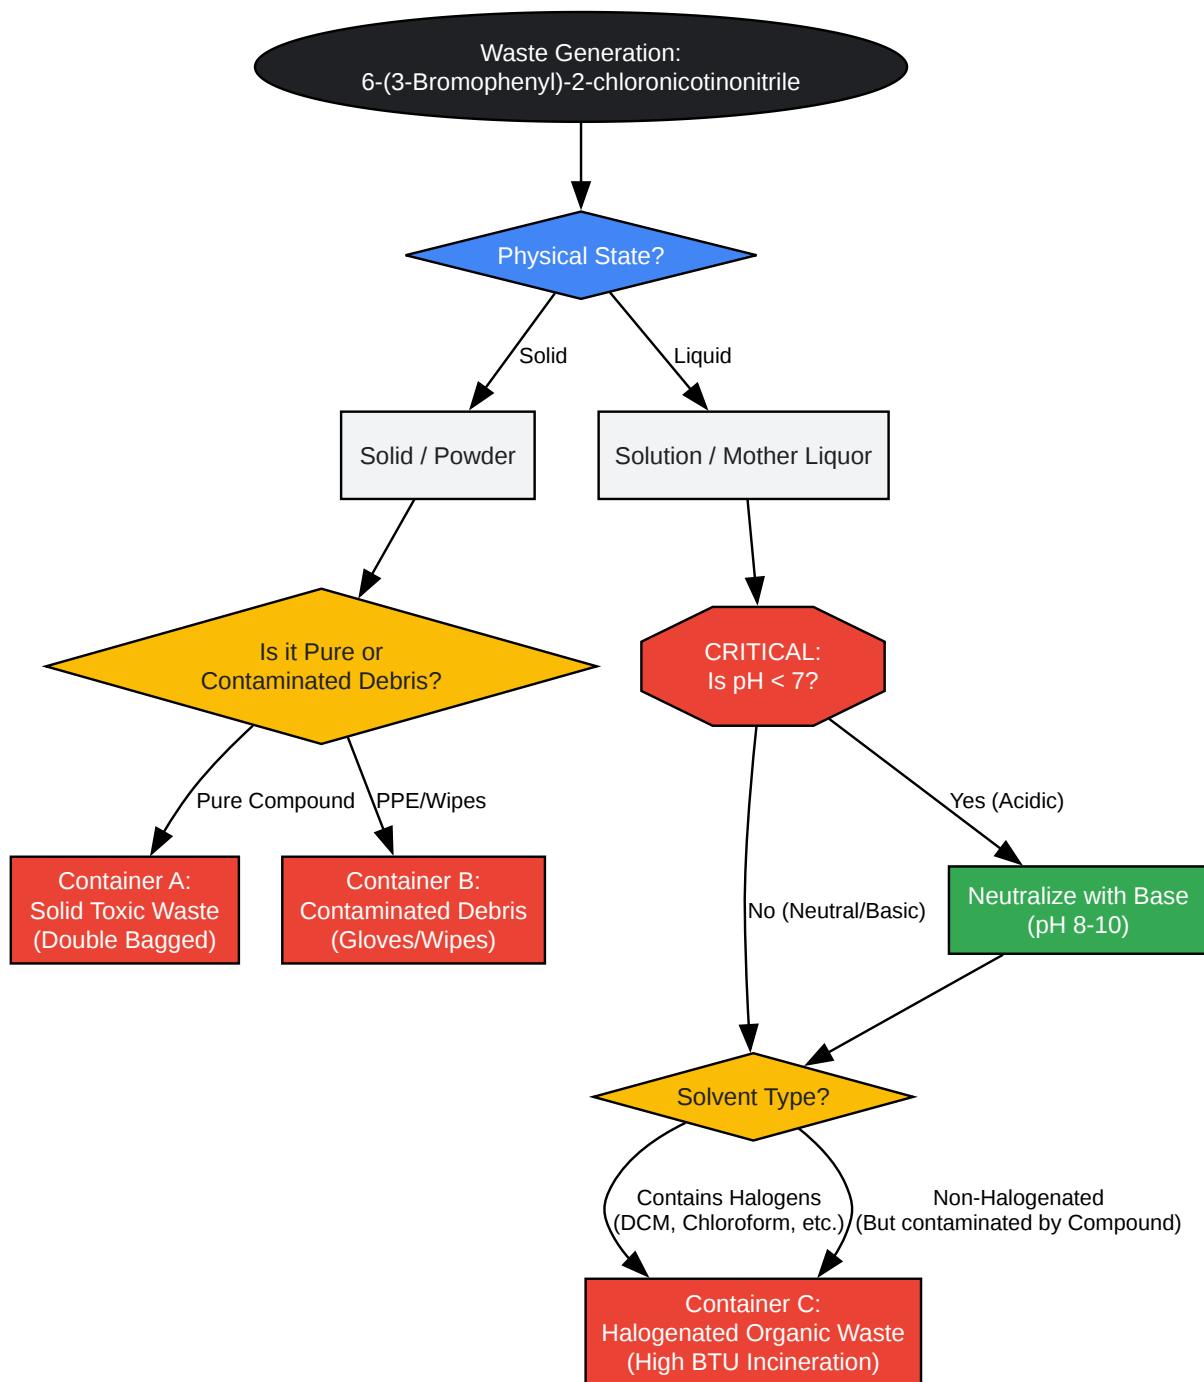 Waste Generation:
6-(3-Bromophenyl)-2-chloronicotinonitrile
Physical State?
Solid
Liquid
Solid / Powder
Solution / Mother Liquor
Is it Pure or
Contaminated Debris?
CRITICAL:
Is pH < 7?
Pure Compound
PPE/Wipes
Yes (Acidic)
Container A:
Solid Toxic Waste
(Double Bagged)
Container B:
Contaminated Debris
(Gloves/Wipes)
No (Neutral/Basic)
Neutralize with Base
(pH 8-10)
Solvent Type?
Contains Halogens
(DCM, Chloroform, etc.)
Non-Halogenated
(But contaminated by Compound)
Container C:
Halogenated Organic Waste
(High BTU Incineration)